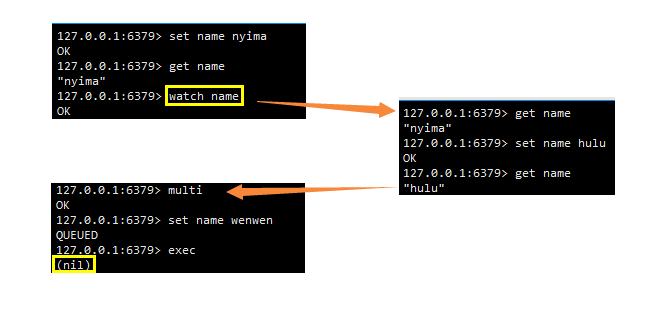 127.0.0.1:6379> set name nyima
OK
127.0.0.1:6379> get name
"nyima"
127.0.0.1:6379> watch name
OK
127.0.0.1:6379> get name
"nyima"
127.0.0.1:6379> set name hulu
OK
127.0.0.1:6379> get name
"hulu"
127.0.0.1:6379> multi
OK
127.0.0.1:6379> set name wenwen
QUEUED
127.0.0.1:6379> exec
(nil)